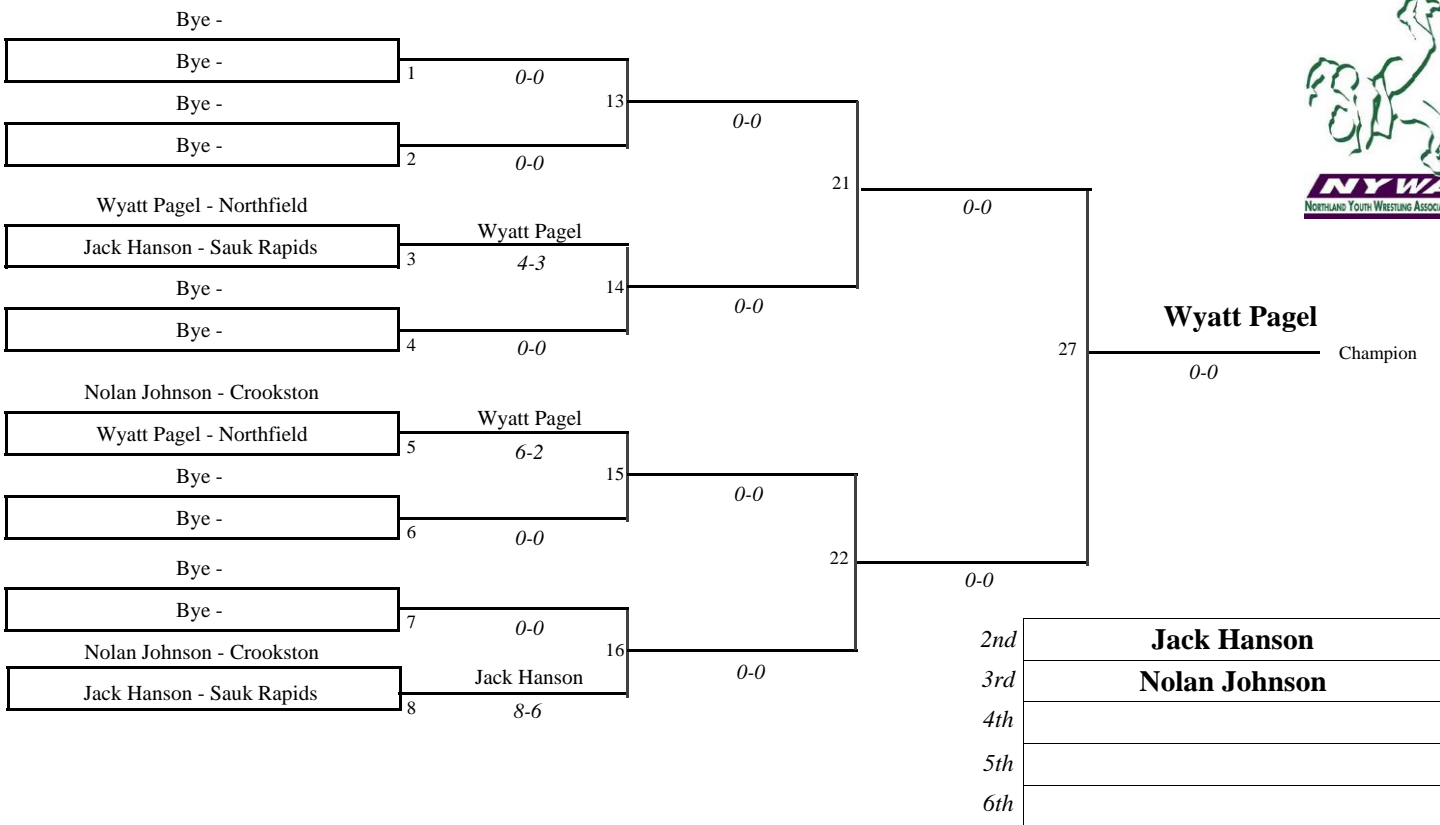 Bye -
Bye -
1
0-0
Bye -
13
0-0
Bye -
2
0-0
21
0-0
Wyatt Pagel - Northfield
Jack Hanson - Sauk Rapids
3
Wyatt Pagel
4-3
Bye -
14
0-0
Bye -
4
0-0
NYWA
NORTHLAND YOUTH WRESTLING
27
Wyatt Pagel
Champion
0-0
Nolan Johnson - Crookston
Wyatt Pagel - Northfield
5
Wyatt Pagel
6-2
Bye -
15
0-0
Bye -
6
0-0
22
0-0
Bye -
Bye -
7
0-0
Nolan Johnson - Crookston
16
0-0
Jack Hanson - Sauk Rapids
8
Jack Hanson
8-6
2nd Jack Hanson
3rd Nolan Johnson
4th
5th
6th